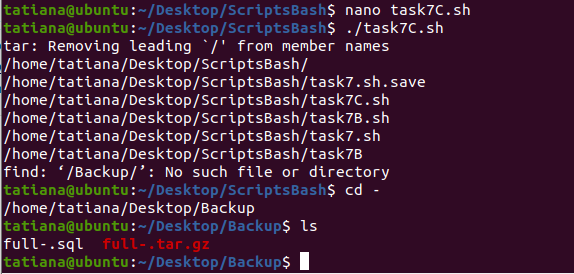 tatiana@ubuntu:~/Desktop/ScriptsBash$ nano task7C.sh
tatiana@ubuntu:~/Desktop/ScriptsBash$ ./task7C.sh
tar: Removing leading `/' from member names
/home/tatiana/Desktop/ScriptsBash/
/home/tatiana/Desktop/ScriptsBash/task7.sh.save
/home/tatiana/Desktop/ScriptsBash/task7C.sh
/home/tatiana/Desktop/ScriptsBash/task7B.sh
/home/tatiana/Desktop/ScriptsBash/task7.sh
/home/tatiana/Desktop/ScriptsBash/task7B
find: ‘/Backup/’: No such file or directory
tatiana@ubuntu:~/Desktop/ScriptsBash$ cd -
/home/tatiana/Desktop/Backup
tatiana@ubuntu:~/Desktop/Backup$ ls
full-.sql  full-.tar.gz
tatiana@ubuntu:~/Desktop/Backup$